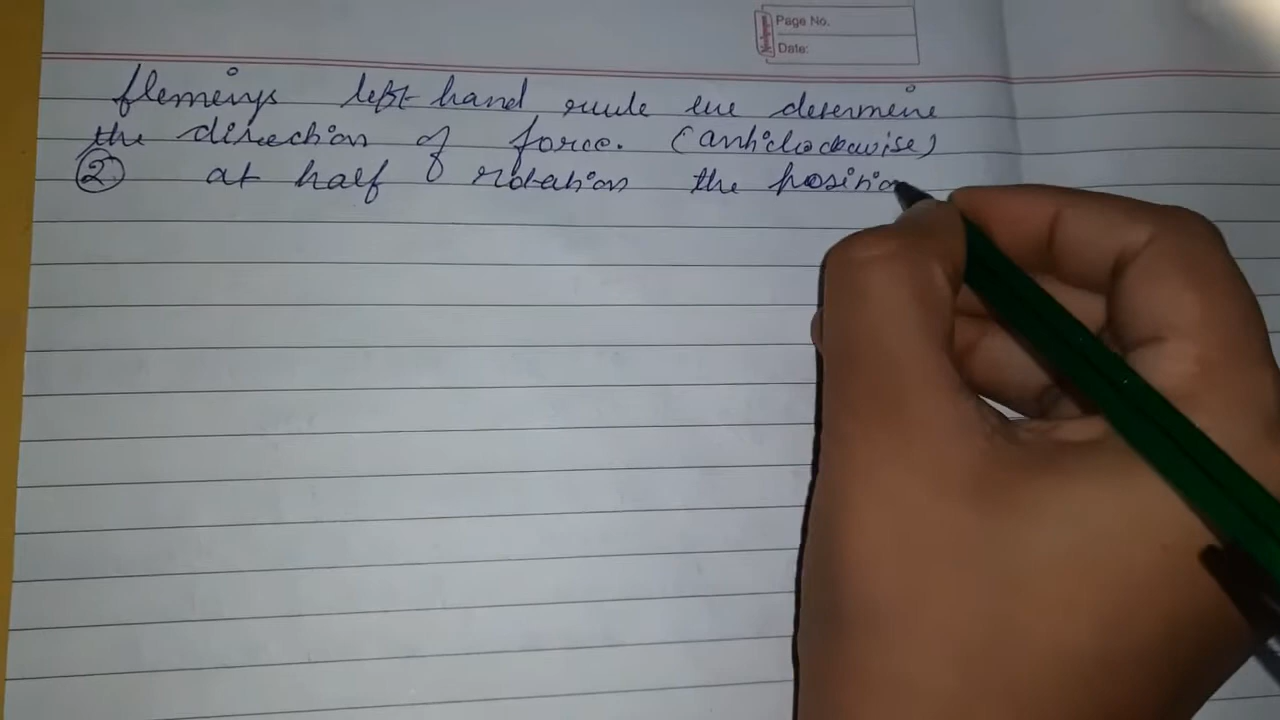 Page No.
Date:
flemings left hand rule we determine
the direction of force. (anticlockwise)
② at half rotation the positio